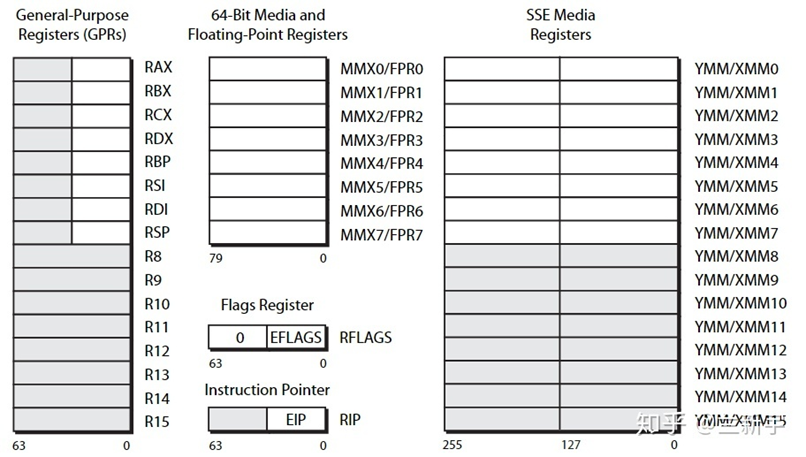 General-Purpose
Registers (GPRs)
RAX
RBX
RCX
RDX
RBP
RSI
RDI
RSP
R8
R9
R10
R11
R12
R13
R14
R15
63 0
64-Bit Media and
Floating-Point Registers
MMX0/FPR0
MMX1/FPR1
MMX2/FPR2
MMX3/FPR3
MMX4/FPR4
MMX5/FPR5
MMX6/FPR6
MMX7/FPR7
79 0
Flags Register
0 EFLAGS RFLAGS
63 0
Instruction Pointer
EIP RIP
63 0
SSE Media
Registers
YMM/XMM0
YMM/XMM1
YMM/XMM2
YMM/XMM3
YMM/XMM4
YMM/XMM5
YMM/XMM6
YMM/XMM7
YMM/XMM8
YMM/XMM9
YMM/XMM10
YMM/XMM11
YMM/XMM12
YMM/XMM13
YMM/XMM14
YMM/XMM15
255 127 0
知乎 @兰新宇